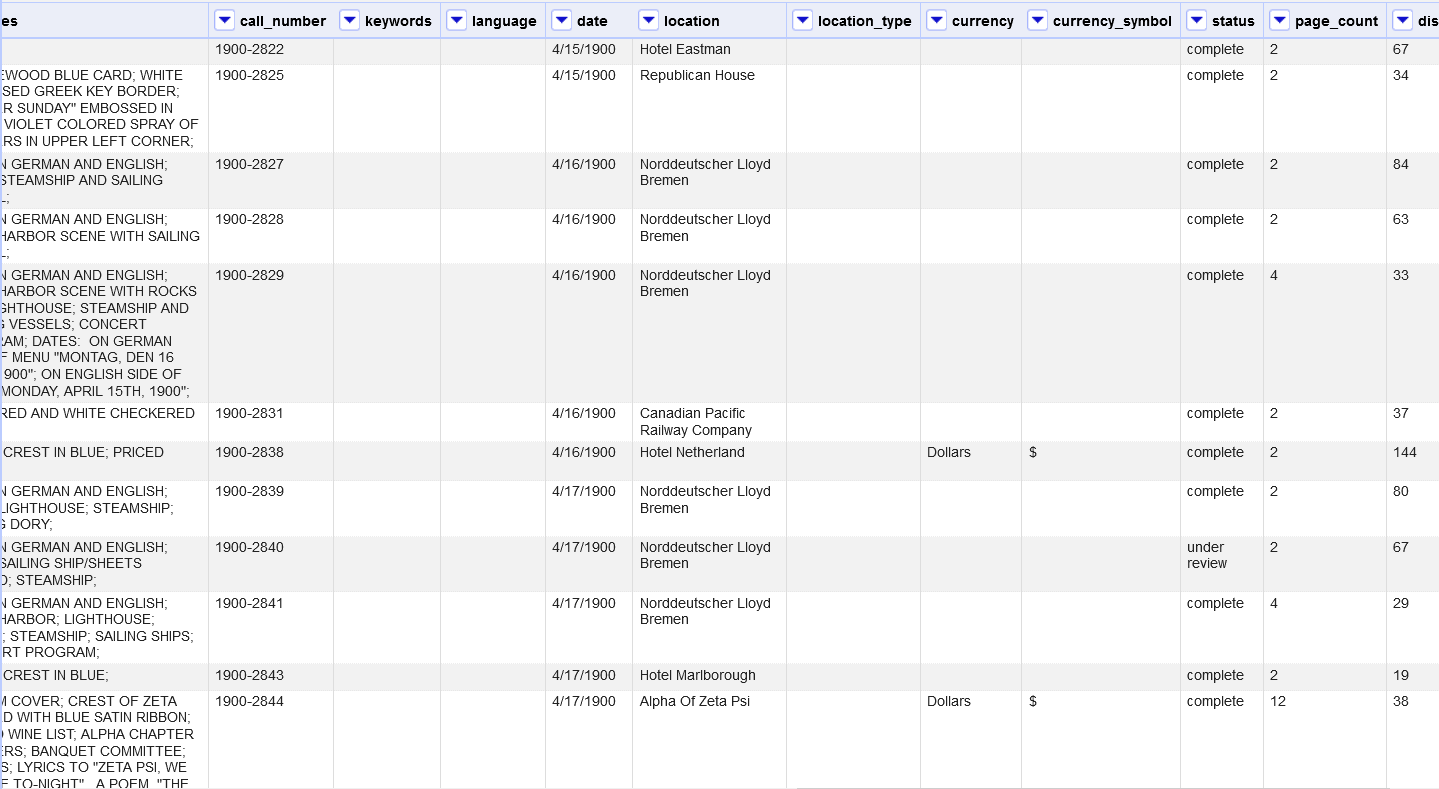 es call_number keywords language date location location_type currency currency_symbol status page_count dis
1900-2822 4/15/1900 Hotel Eastman complete 2 67
EWOOD BLUE CARD; WHITE 1900-2825 4/15/1900 Republican House complete 2 34
SED GREEK KEY BORDER;
R SUNDAY" EMBOSSED IN
VIOLET COLORED SPRAY OF
RS IN UPPER LEFT CORNER;
N GERMAN AND ENGLISH; 1900-2827 4/16/1900 Norddeutscher Lloyd complete 2 84
STEAMSHIP AND SAILING Bremen
L;
N GERMAN AND ENGLISH; 1900-2828 4/16/1900 Norddeutscher Lloyd complete 2 63
HARBOR SCENE WITH SAILING Bremen
L;
N GERMAN AND ENGLISH; 1900-2829 4/16/1900 Norddeutscher Lloyd complete 4 33
HARBOR SCENE WITH ROCKS Bremen
GHTHOUSE; STEAMSHIP AND
G VESSELS; CONCERT
RAM; DATES: ON GERMAN
F MENU "MONTAG, DEN 16
900"; ON ENGLISH SIDE OF
MONDAY, APRIL 15TH, 1900";
RED AND WHITE CHECKERED 1900-2831 4/16/1900 Canadian Pacific complete 2 37
Railway Company
CREST IN BLUE; PRICED 1900-2838 4/16/1900 Hotel Netherland Dollars $ complete 2 144
N GERMAN AND ENGLISH; 1900-2839 4/17/1900 Norddeutscher Lloyd complete 2 80
LIGHTHOUSE; STEAMSHIP; Bremen
G DORY;
N GERMAN AND ENGLISH; 1900-2840 4/17/1900 Norddeutscher Lloyd under 2 67
SAILING SHIP/SHEETS Bremen review
D; STEAMSHIP;
N GERMAN AND ENGLISH; 1900-2841 4/17/1900 Norddeutscher Lloyd complete 4 29
HARBOR; LIGHTHOUSE; Bremen
; STEAMSHIP; SAILING SHIPS;
RT PROGRAM;
CREST IN BLUE; 1900-2843 4/17/1900 Hotel Marlborough complete 2 19
M COVER; CREST OF ZETA 1900-2844 4/17/1900 Alpha Of Zeta Psi Dollars $ complete 12 38
ED WITH BLUE SATIN RIBBON;
D WINE LIST; ALPHA CHAPTER
ERS; BANQUET COMMITTEE;
S; LYRICS TO "ZETA PSI, WE
E TO-NIGHT", A POEM, "THE